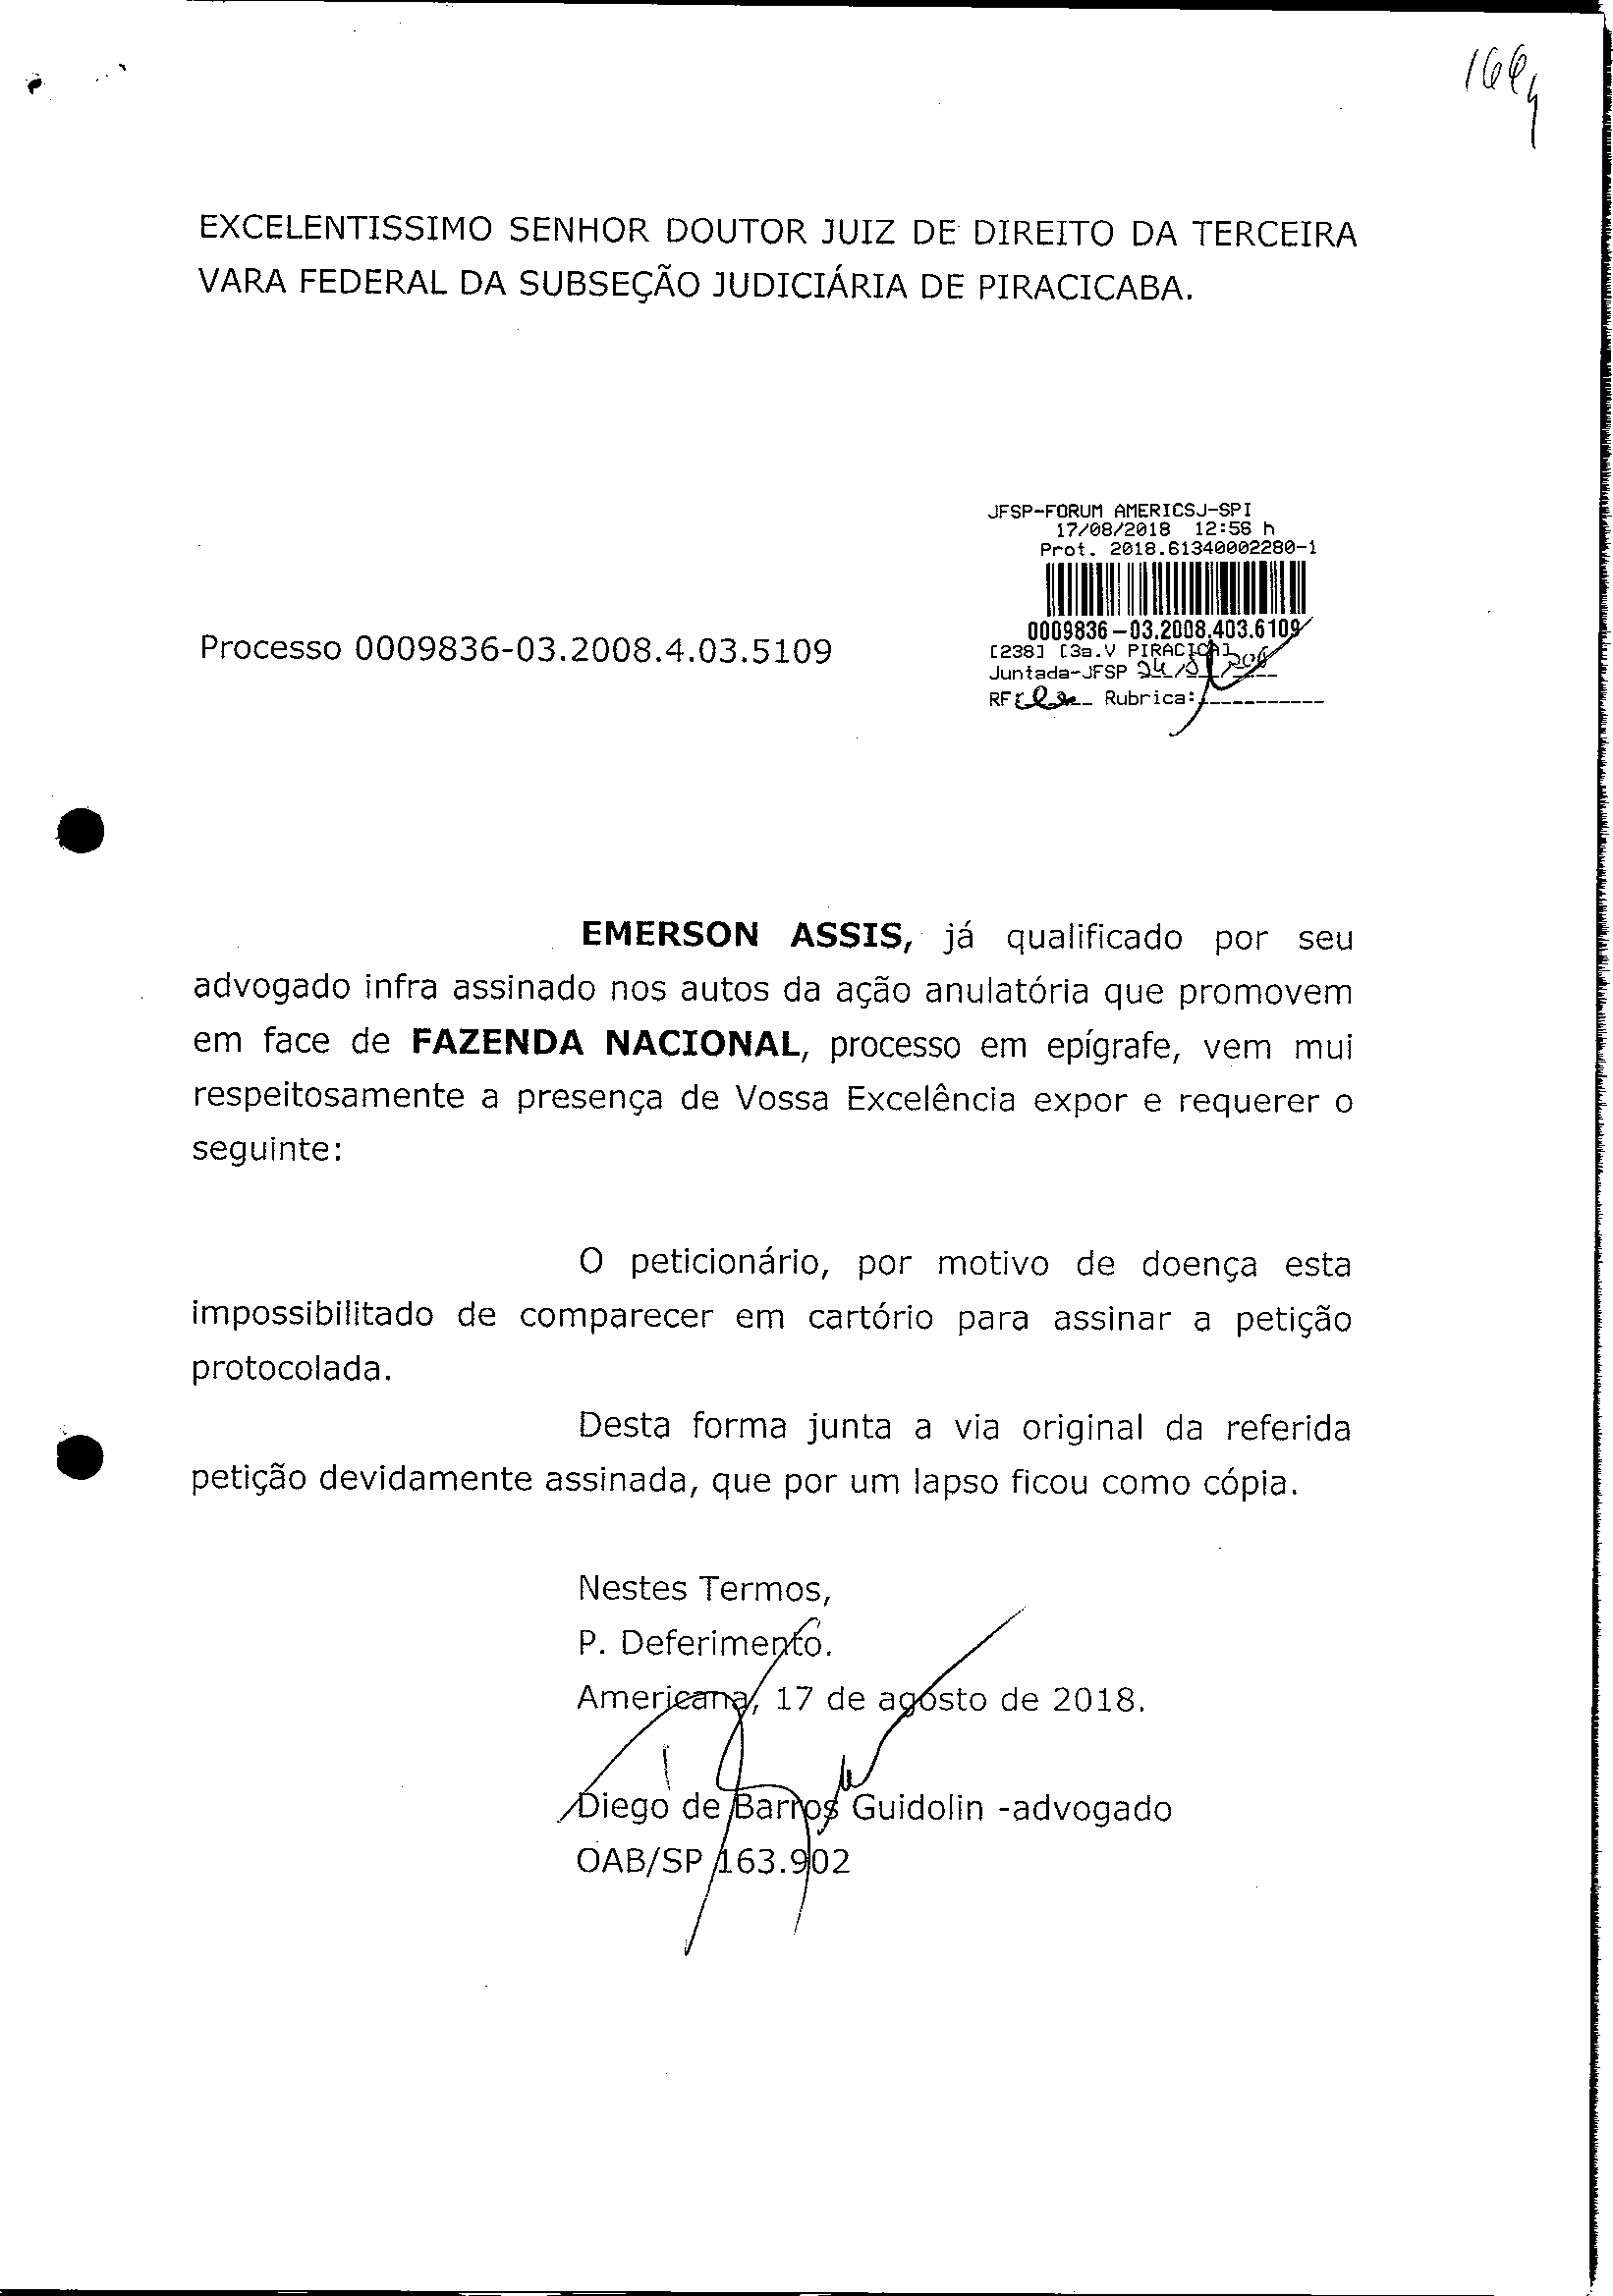 EXCELENTISSIMO SENHOR DOUTOR JUIZ DE DIREITO DA TERCEIRA
VARA FEDERAL DA SUBSEÇÃO JUDICIÁRIA DE PIRACICABA.
JFSP-FORUM AMERICSJ-SPI
17/08/2018 12:56 h
Prot. 2018.61340002280-1
0009836-03.2008.403.6109
[238] [3a.V PIRACICA]
Juntada-JFSP
RF: Rubrica:
Processo 0009836-03.2008.4.03.5109
EMERSON ASSIS, já qualificado por seu
advogado infra assinado nos autos da ação anulatória que promovem
em face de FAZENDA NACIONAL, processo em epígrafe, vem mui
respeitosamente a presença de Vossa Excelência expor e requerer o
seguinte:
O peticionário, por motivo de doença esta
impossibilitado de comparecer em cartório para assinar a petição
protocolada.
Desta forma junta a via original da referida
petição devidamente assinada, que por um lapso ficou como cópia.
Nestes Termos,
P. Deferimento.
Americana, 17 de agosto de 2018.
Diego de Barros Guidolin -advogado
OAB/SP 163.902